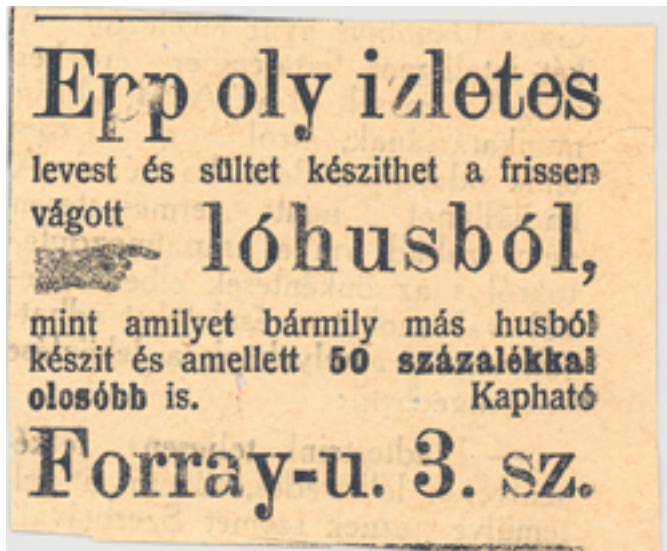 Epp oly izletes
levest és sültet készithet a frissen
vágott
lóhusból,
mint amilyet bármily más husból
készit és amellett 50 százalékkal
olosóbb is. Kapható
Forray-u. 3. sz.